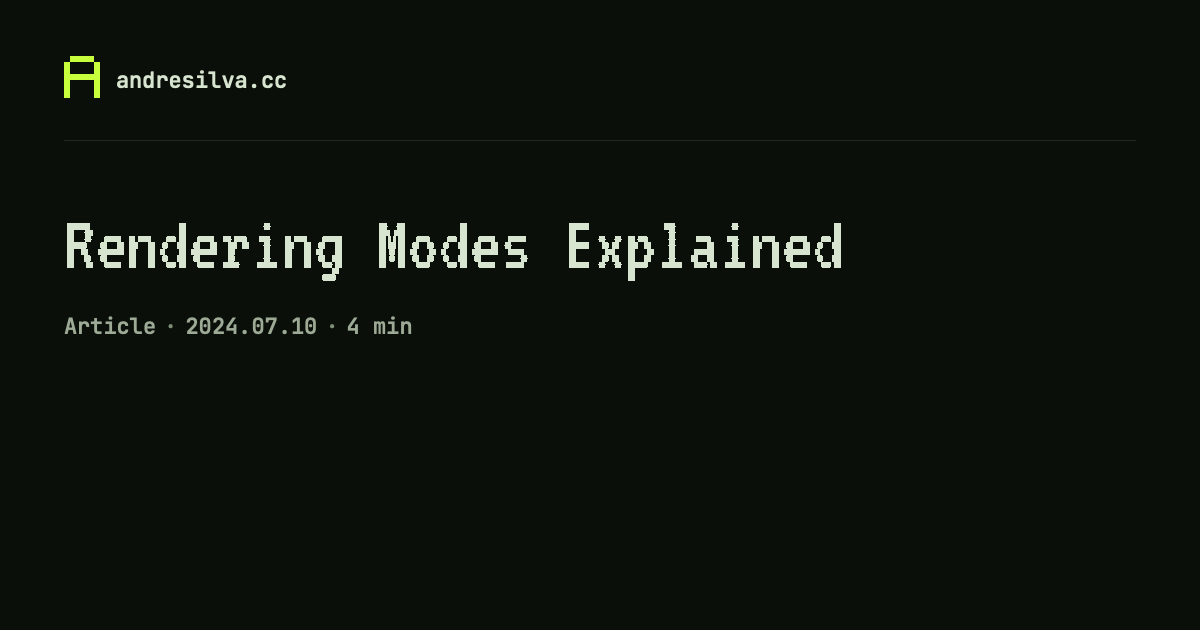 andresilva.cc
Rendering Modes Explained
Article · 2024.07.10 · 4 min